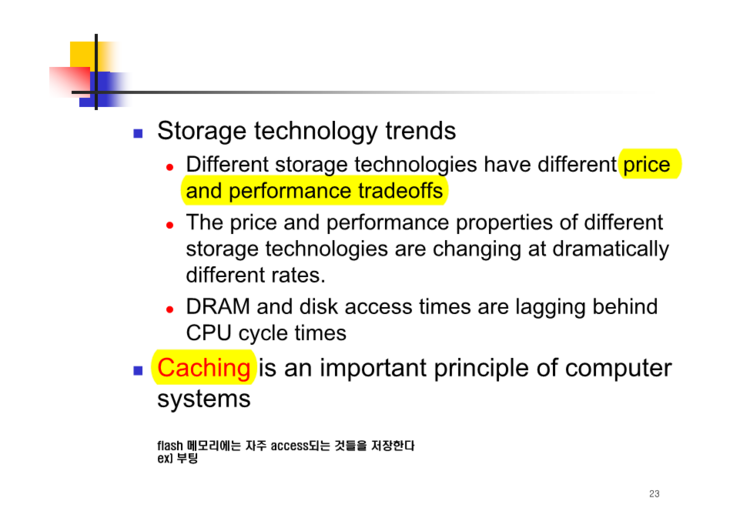 Storage technology trends
Different storage technologies have different price
and performance tradeoffs
The price and performance properties of different
storage technologies are changing at dramatically
different rates.
DRAM and disk access times are lagging behind
CPU cycle times
Caching is an important principle of computer
systems
flash 메모리에는 자주 access되는 것들을 저장한다
ex) 부팅
23